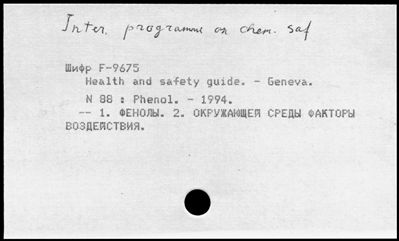 Inter. programme on chem. saf
Шифр F-9675
Health and safety guide. - Geneva.
N 88 : Phenol. - 1994.
-- 1. ФЕНОЛЫ. 2. ОКРУЖАЮЩЕЙ СРЕДЫ ФАКТОРЫ
ВОЗДЕЙСТВИЯ.